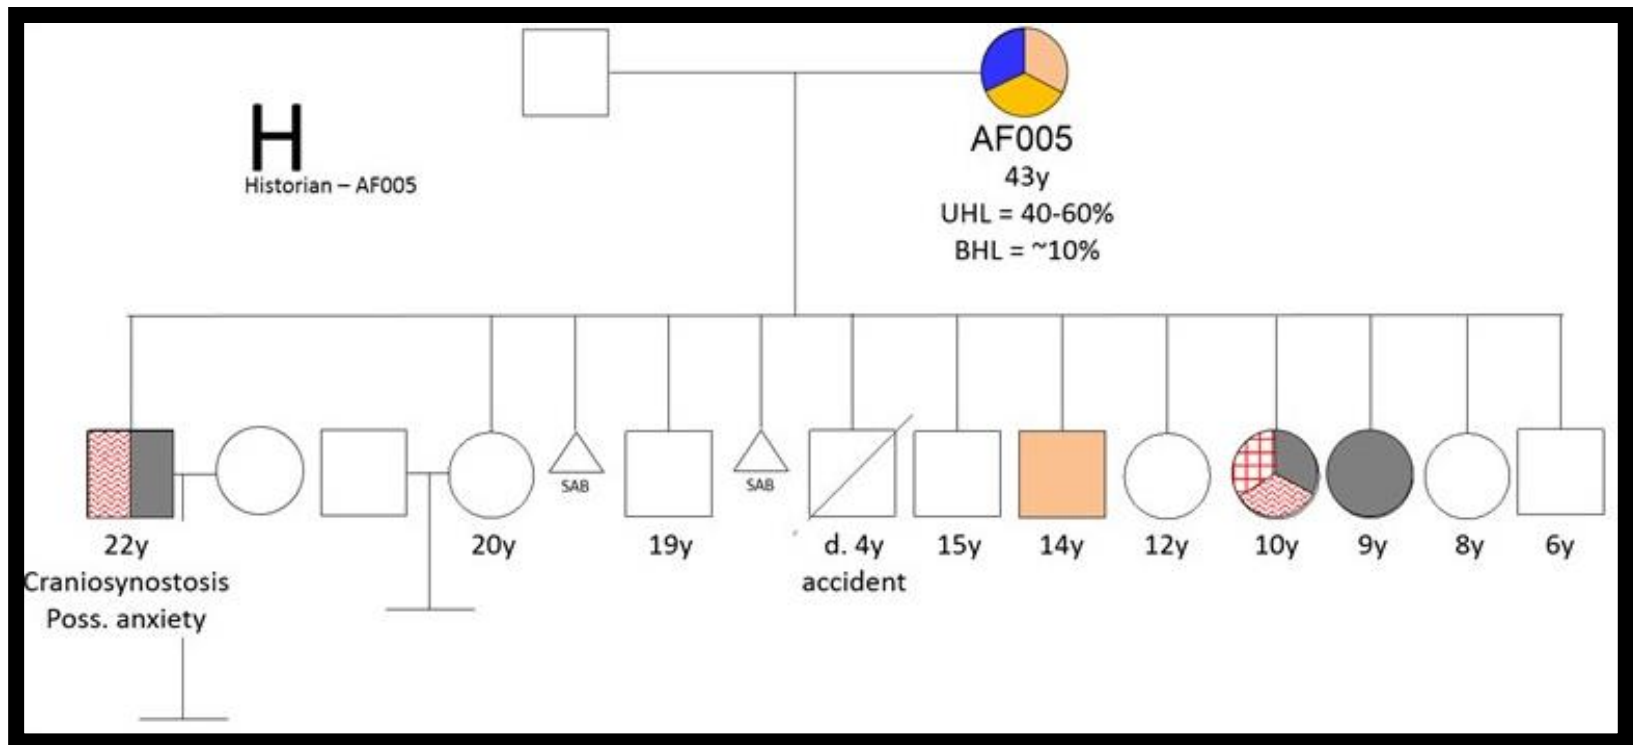 H
Historian – AF005
AF005
43y
UHL = 40-60%
BHL = ~10%
SAB
SAB
22y
20y
19y
d. 4y
15y
14y
12y
10y
9y
8y
6y
Craniosynostosis
accident
Poss. anxiety